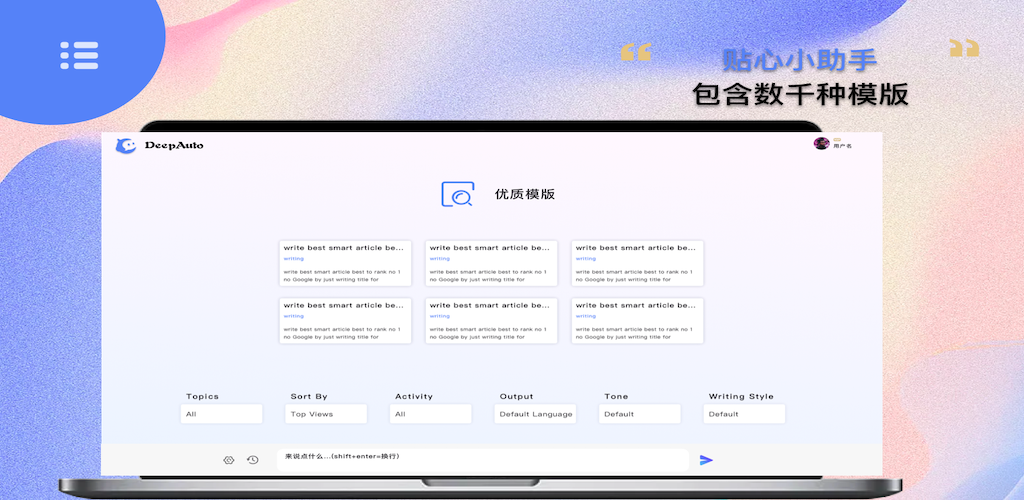 贴心小助手
包含数千种模版
DeepAuto
用户名
优质模版
write best smart article be...
writing
write best smart article best to rank no 1
no Google by just writing title for
write best smart article be...
writing
write best smart article best to rank no 1
no Google by just writing title for
write best smart article be...
writing
write best smart article best to rank no 1
no Google by just writing title for
write best smart article be...
writing
write best smart article best to rank no 1
no Google by just writing title for
write best smart article be...
writing
write best smart article best to rank no 1
no Google by just writing title for
write best smart article be...
writing
write best smart article best to rank no 1
no Google by just writing title for
Topics
All
Sort By
Top Views
Activity
All
Output
Default Language
Tone
Default
Writing Style
Default
来说点什么...(shift+enter=换行)